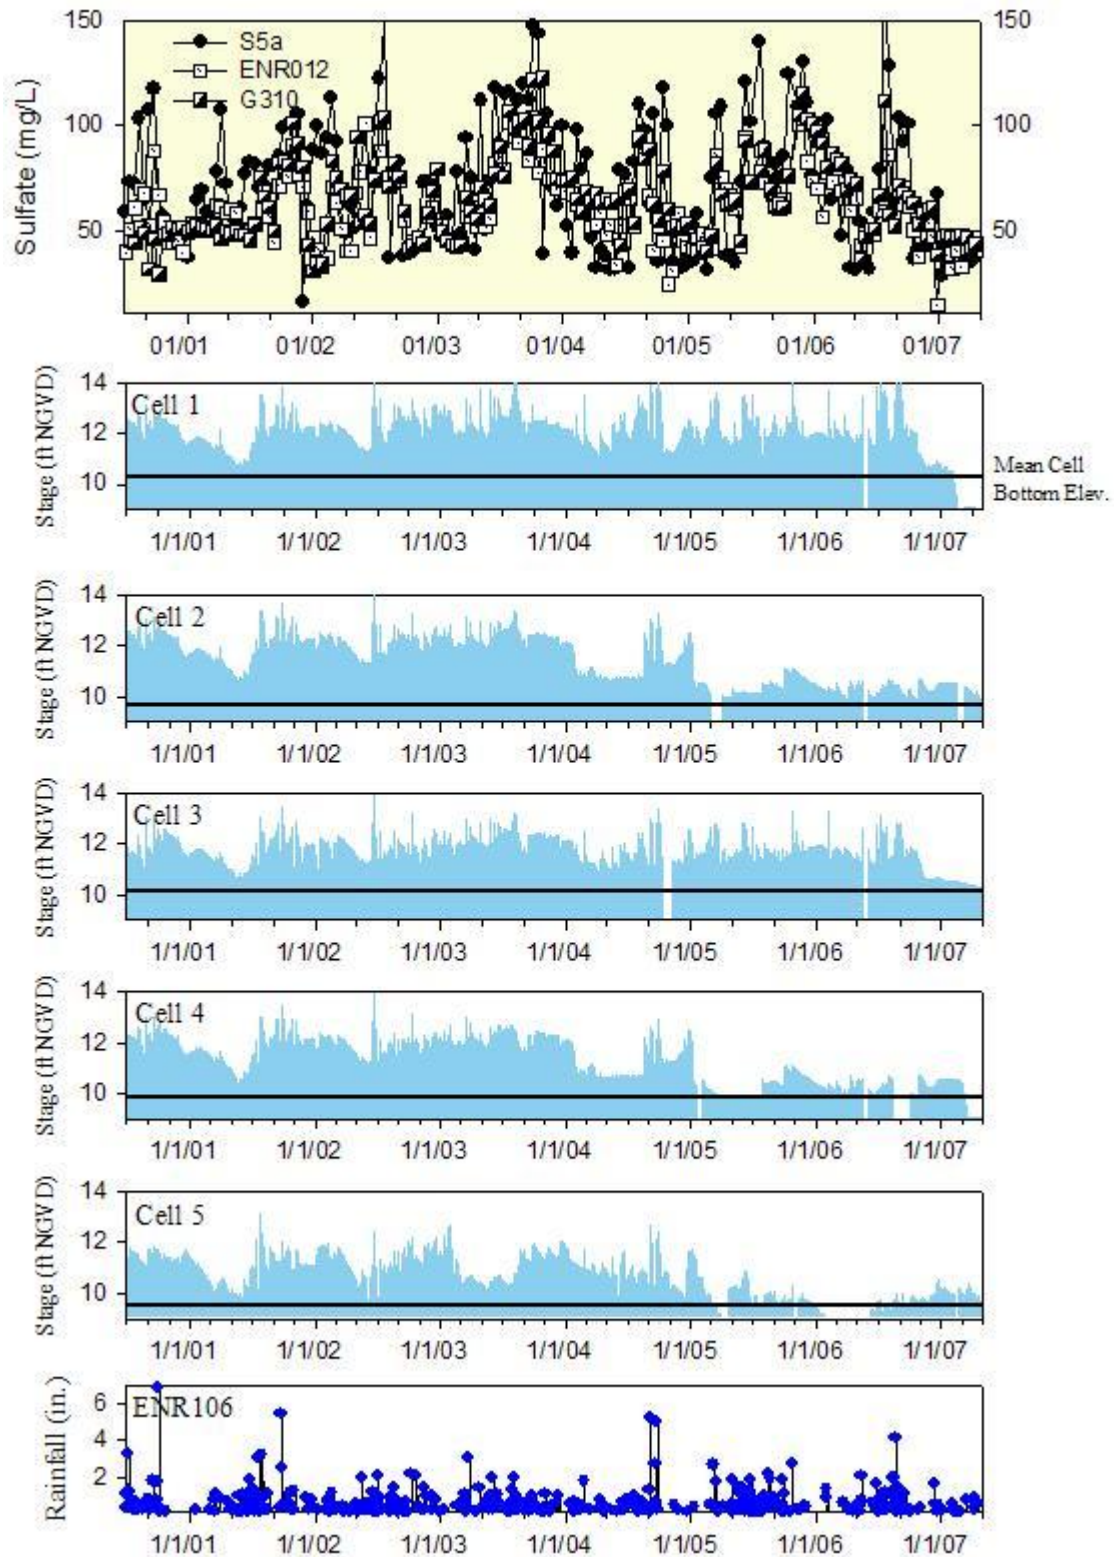 150 150
S5a
ENR012
G310
100 100
50 50
Sulfate (mg/L)
01/01 01/02 01/03 01/04 01/05 01/06 01/07
14
Cell 1
12
10
Stage (ft NGVD)
Mean Cell
Bottom Elev.
1/1/01 1/1/02 1/1/03 1/1/04 1/1/05 1/1/06 1/1/07
14
Cell 2
12
10
Stage (ft NGVD)
1/1/01 1/1/02 1/1/03 1/1/04 1/1/05 1/1/06 1/1/07
14
Cell 3
12
10
Stage (ft NGVD)
1/1/01 1/1/02 1/1/03 1/1/04 1/1/05 1/1/06 1/1/07
14
Cell 4
12
10
Stage (ft NGVD)
1/1/01 1/1/02 1/1/03 1/1/04 1/1/05 1/1/06 1/1/07
14
Cell 5
12
10
Stage (ft NGVD)
1/1/01 1/1/02 1/1/03 1/1/04 1/1/05 1/1/06 1/1/07
ENR106
6
4
2
Rainfall (in.)
1/1/01 1/1/02 1/1/03 1/1/04 1/1/05 1/1/06 1/1/07